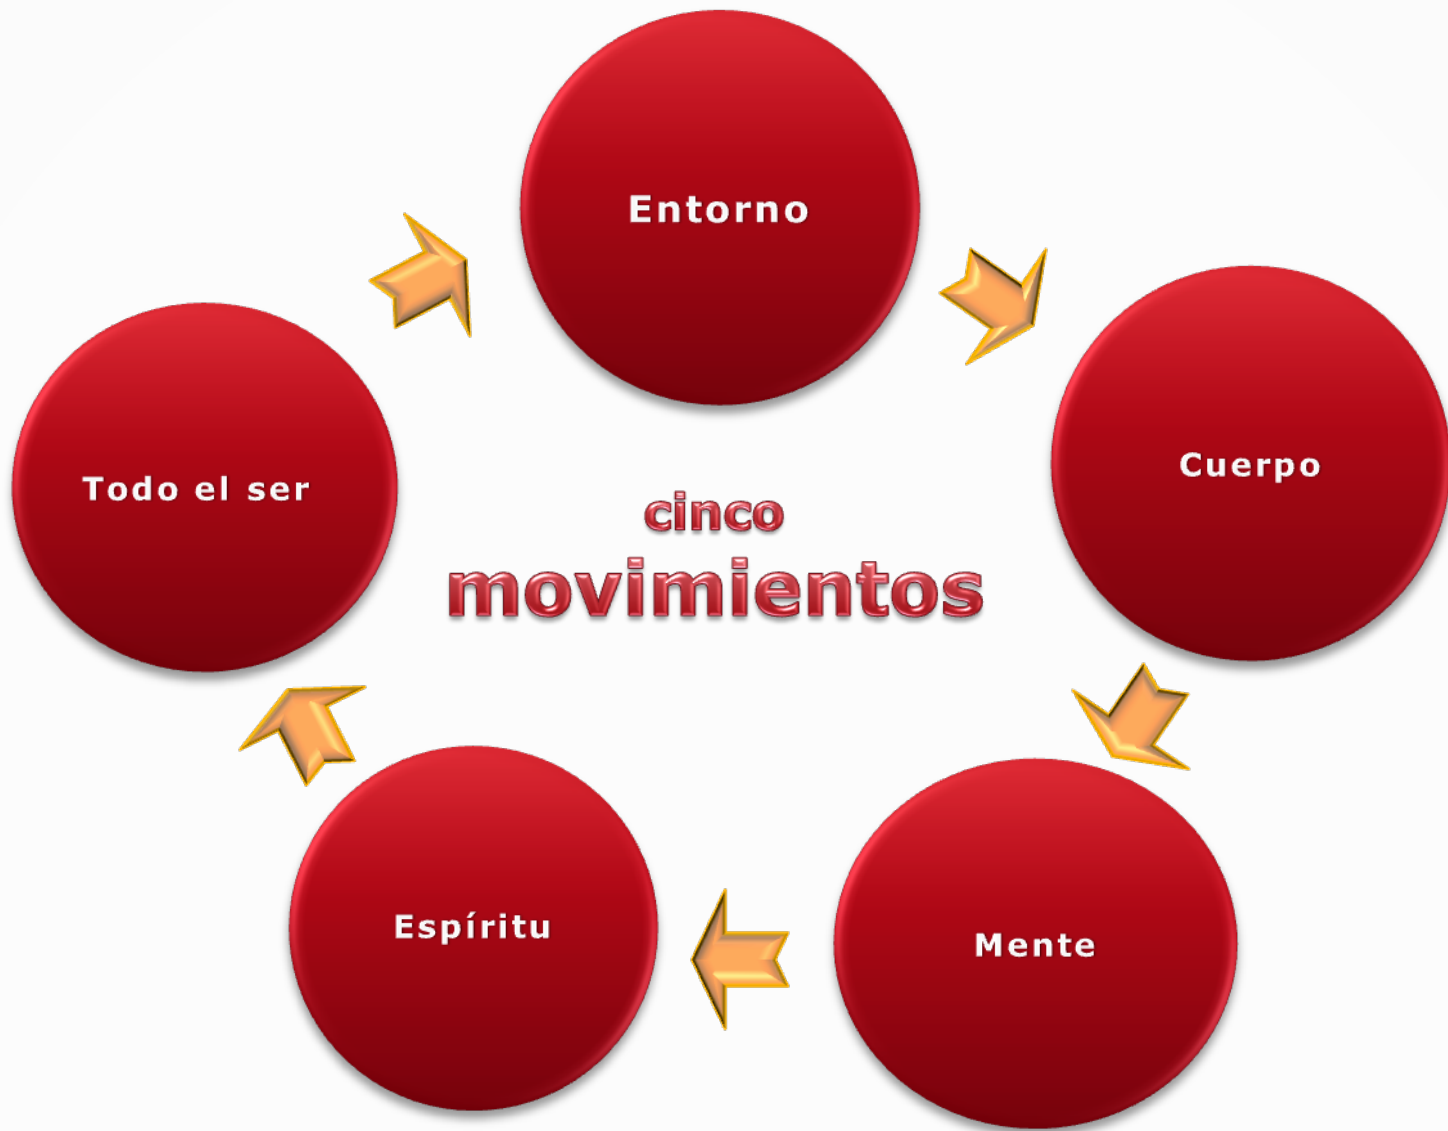 Entorno
Cuerpo
Todo el ser
cinco
movimientos
Espíritu
Mente